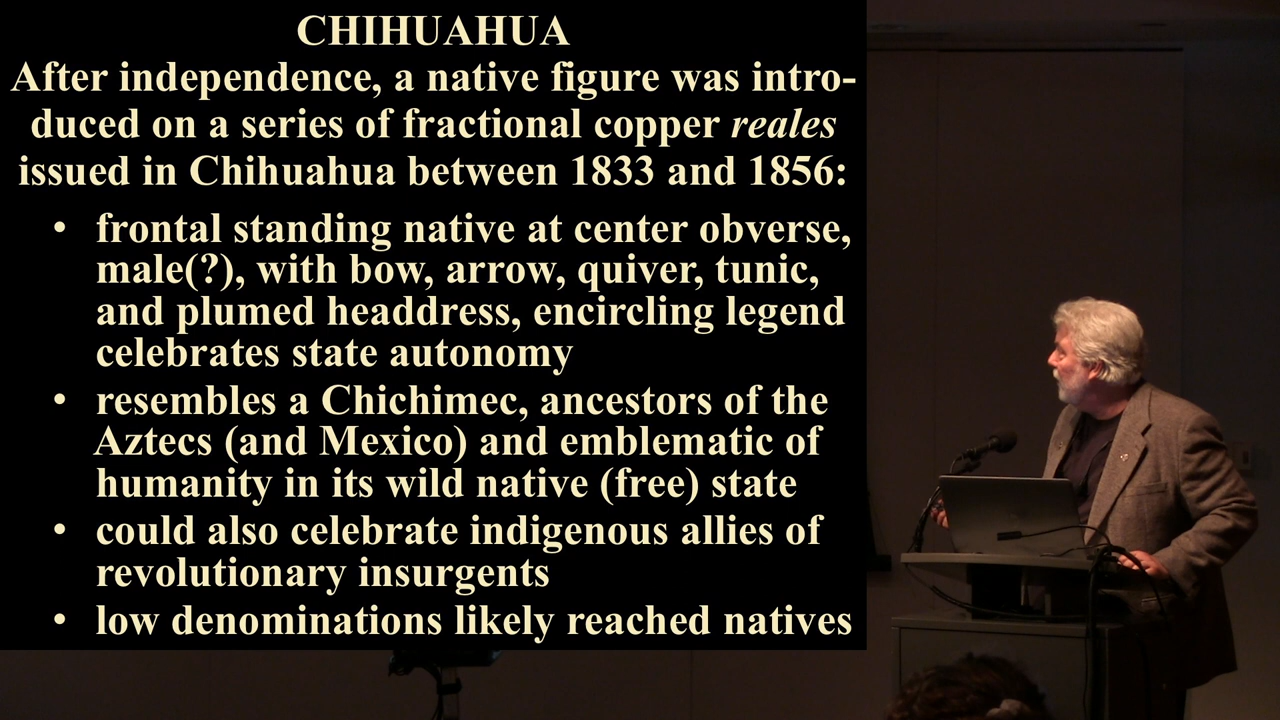 CHIHUAHUA
After independence, a native figure was intro-
duced on a series of fractional copper reales
issued in Chihuahua between 1833 and 1856:
• frontal standing native at center obverse,
male(?), with bow, arrow, quiver, tunic,
and plumed headdress, encircling legend
celebrates state autonomy
• resembles a Chichimec, ancestors of the
Aztecs (and Mexico) and emblematic of
humanity in its wild native (free) state
• could also celebrate indigenous allies of
revolutionary insurgents
• low denominations likely reached natives